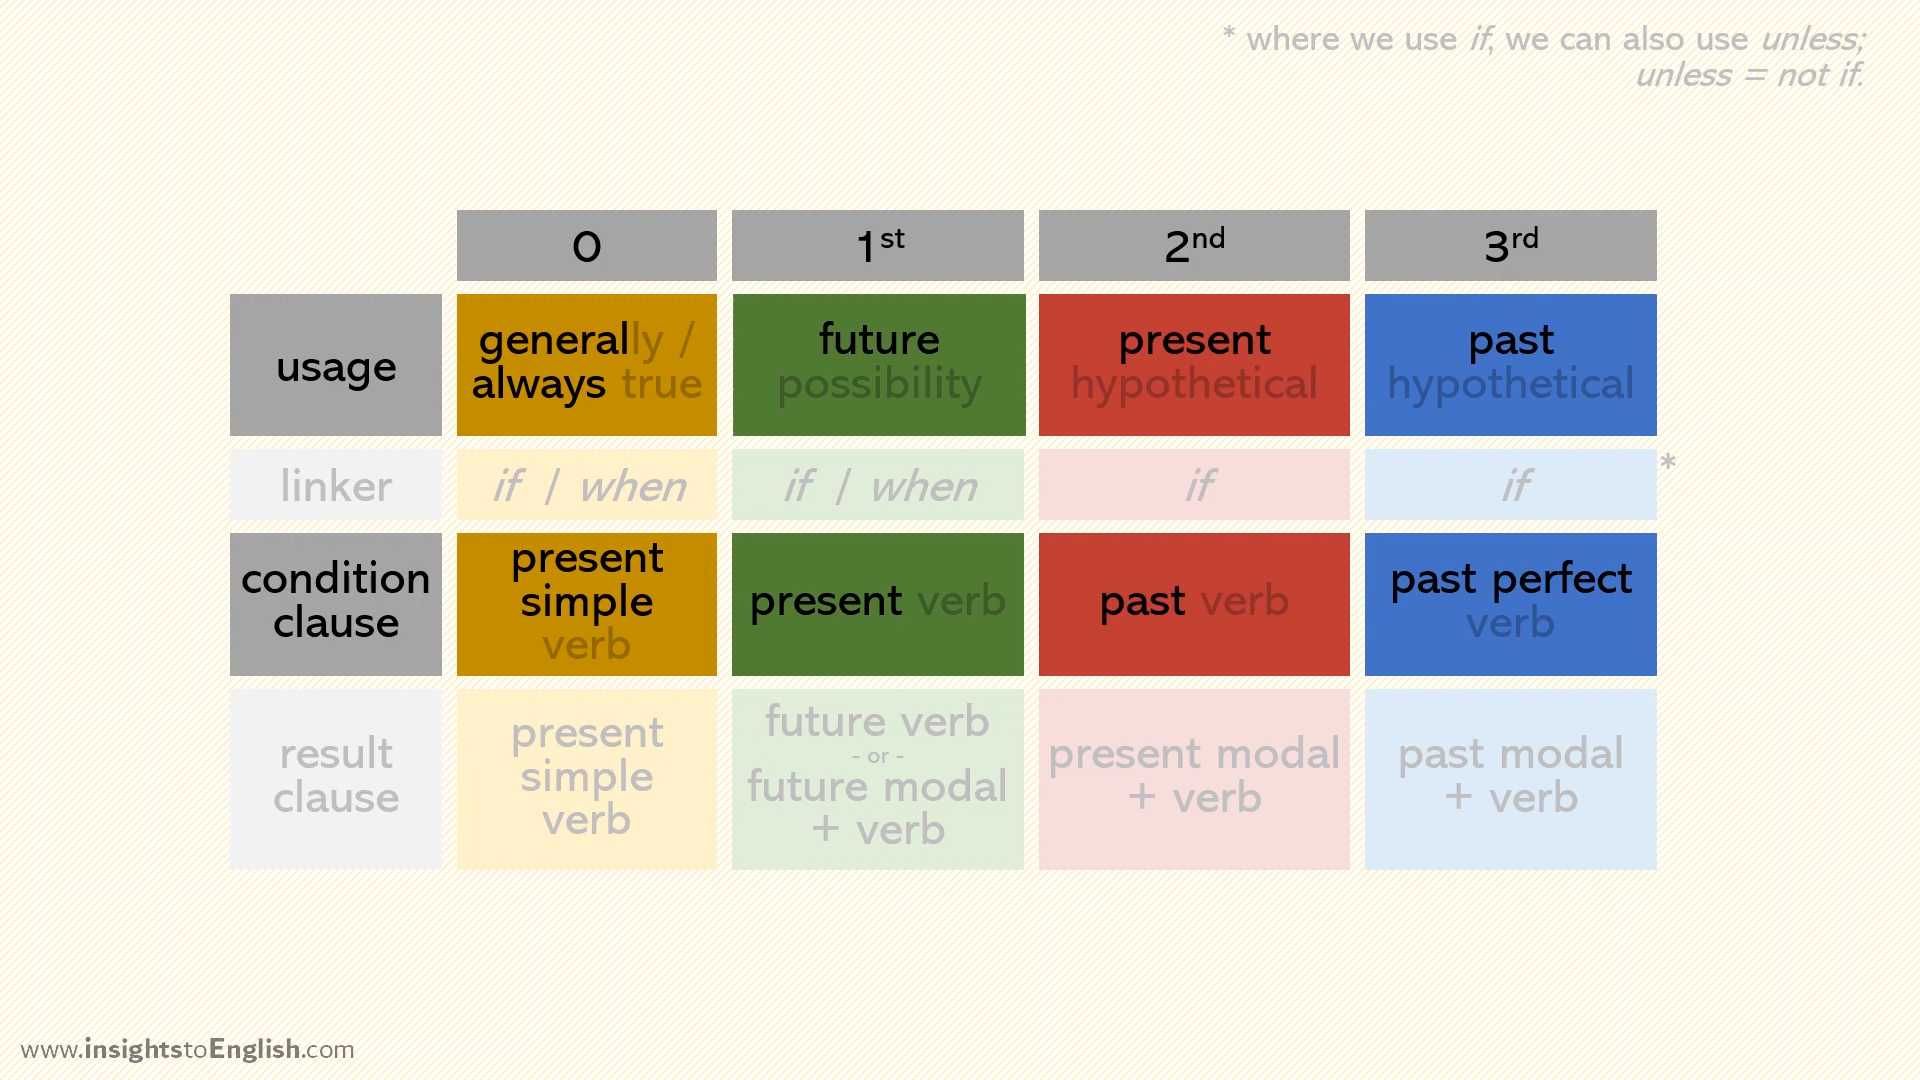 * where we use if, we can also use unless;
unless = not if.
0
1st
2nd
3rd
usage
generally /
always true
future
possibility
present
hypothetical
past
hypothetical
linker
if / when
if / when
if
if
*
condition
clause
present
simple
verb
present verb
past verb
past perfect
verb
result
clause
present
simple
verb
future verb
- or -
future modal
+ verb
present modal
+ verb
past modal
+ verb
www.insightstoEnglish.com